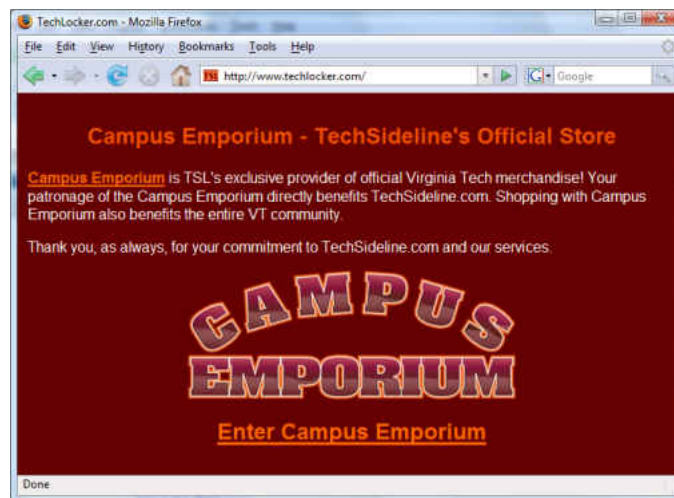 TechLocker.com - Mozilla Firefox
File Edit View History Bookmarks Tools Help
TSL http://www.techlocker.com/ G Google
Campus Emporium - TechSideline's Official Store
Campus Emporium is TSL's exclusive provider of official Virginia Tech merchandise! Your
patronage of the Campus Emporium directly benefits TechSideline.com. Shopping with Campus
Emporium also benefits the entire VT community.
Thank you, as always, for your commitment to TechSideline.com and our services.
CAMPUS
EMPORIUM
Enter Campus Emporium
Done